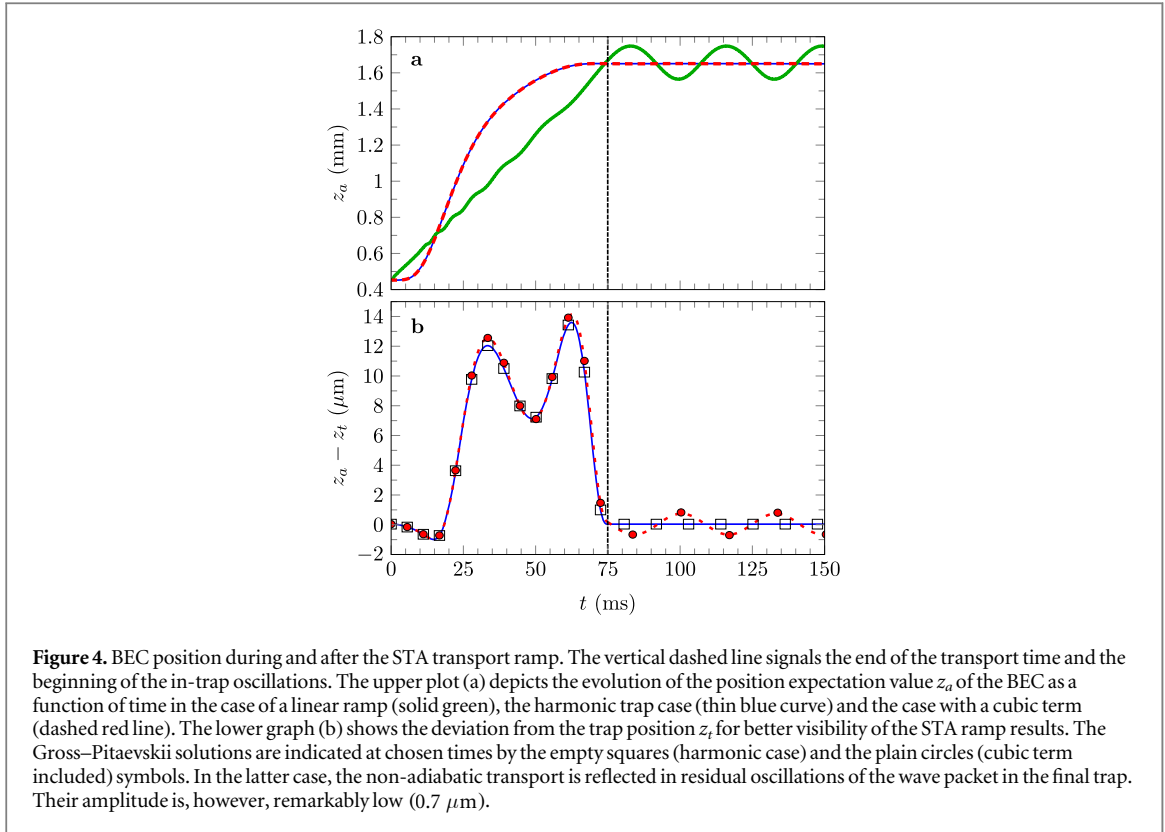 1.8
a
1.6
1.4
1.2
1
0.8
0.6
0.4
z_a (mm)
14
b
12
10
8
6
4
2
0
−2
z_a − z_t (μm)
0 25 50 75 100 125 150
t (ms)
Figure 4. BEC position during and after the STA transport ramp. The vertical dashed line signals the end of the transport time and the
beginning of the in-trap oscillations. The upper plot (a) depicts the evolution of the position expectation value z_a of the BEC as a
function of time in the case of a linear ramp (solid green), the harmonic trap case (thin blue curve) and the case with a cubic term
(dashed red line). The lower graph (b) shows the deviation from the trap position z_t for better visibility of the STA ramp results. The
Gross–Pitaevskii solutions are indicated at chosen times by the empty squares (harmonic case) and the plain circles (cubic term
included) symbols. In the latter case, the non-adiabatic transport is reflected in residual oscillations of the wave packet in the final trap.
Their amplitude is, however, remarkably low (0.7 μm).